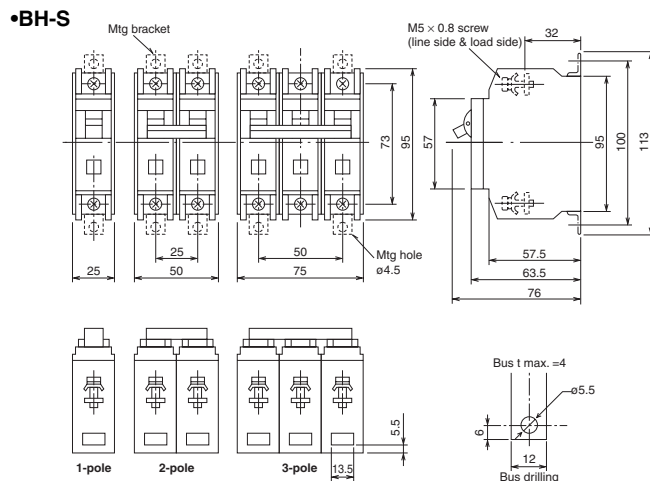 •BH-S
Mtg bracket
M5 × 0.8 screw
(line side & load side)
32
73
95
57
95
100
113
25
50
Mtg hole
ø4.5
25
50
75
57.5
63.5
76
Bus t max. =4
ø5.5
6
12
Bus drilling
5.5
13.5
1-pole
2-pole
3-pole